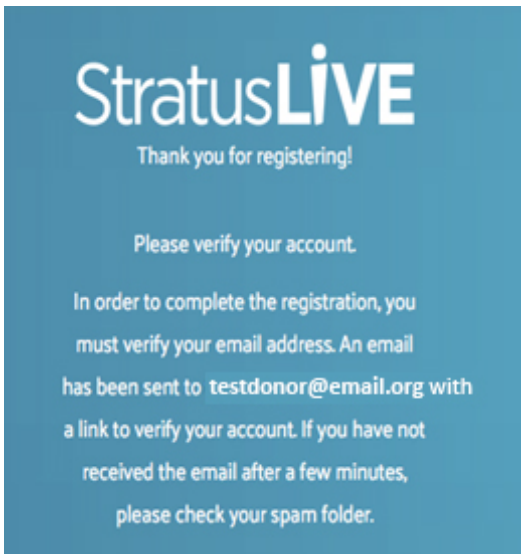 StratusLIVE
Thank you for registering!
Please verify your account.
In order to complete the registration, you
must verify your email address. An email
has been sent to testdonor@email.org with
a link to verify your account. If you have not
received the email after a few minutes,
please check your spam folder.